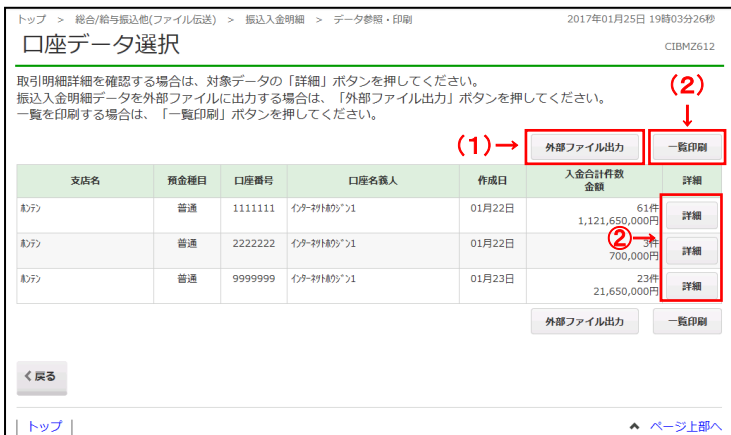 トップ > 総合/給与振込他(ファイル伝送) > 振込入金明細 > データ参照・印刷 2017年01月25日 19時03分26秒
口座データ選択 CIBMZ612
取引明細詳細を確認する場合は、対象データの「詳細」ボタンを押してください。
振込入金明細データを外部ファイルに出力する場合は、「外部ファイル出力」ボタンを押してください。
一覧を印刷する場合は、「一覧印刷」ボタンを押してください。
(2)
(1)→ 外部ファイル出力 一覧印刷
支店名 預金種目 口座番号 口座名義人 作成日 入金合計件数 詳細
金額
ﾎﾝﾃﾝ 普通 1111111 ｲﾝﾀｰﾈｯﾄﾎｳｼﾞﾝ1 01月22日 61件 詳細
1,121,650,000円
ﾎﾝﾃﾝ 普通 2222222 ｲﾝﾀｰﾈｯﾄﾎｳｼﾞﾝ1 01月22日 ②→ 3件 詳細
700,000円
ﾎﾝﾃﾝ 普通 9999999 ｲﾝﾀｰﾈｯﾄﾎｳｼﾞﾝ1 01月23日 23件 詳細
21,650,000円
外部ファイル出力 一覧印刷
戻る
| トップ | ページ上部へ